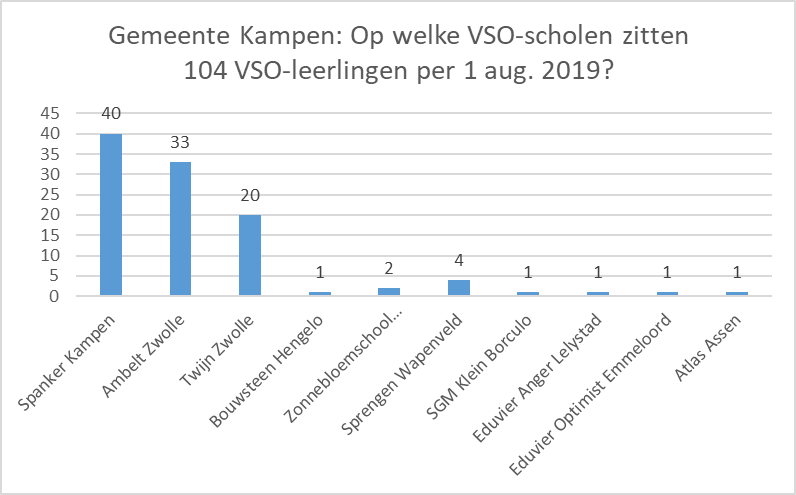 Gemeente Kampen: Op welke VSO-scholen zitten
104 VSO-leerlingen per 1 aug. 2019?
45
40
35
30
25
20
15
10
5
0
40
33
20
1
2
4
1
1
1
1
Spanker Kampen
Ambelt Zwolle
Twijn Zwolle
Bouwsteen Hengelo
Zonnebloemschool...
Sprengen Wapenveld
SGM Klein Borculo
Eduvier Anger Lelystad
Eduvier Optimist Emmeloord
Atlas Assen